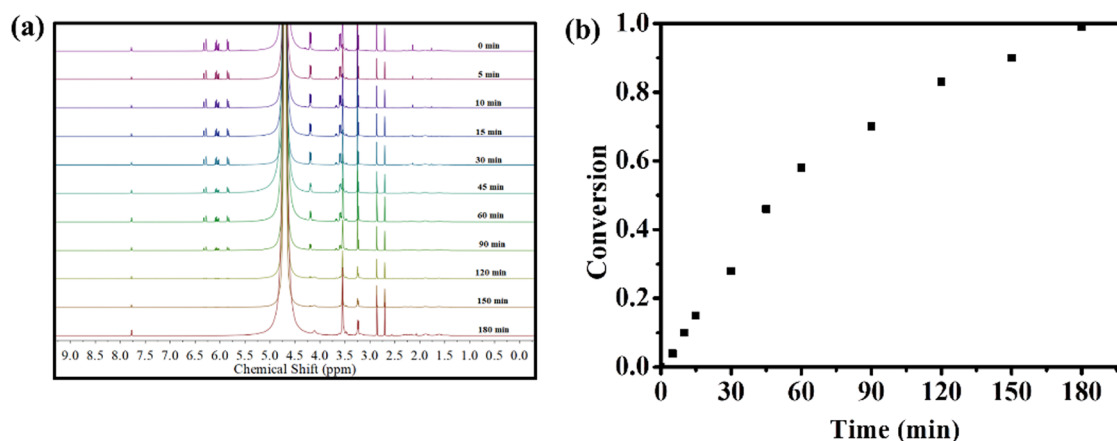 (a)
0 min
5 min
10 min
15 min
30 min
45 min
60 min
90 min
120 min
150 min
180 min
9.0 8.5 8.0 7.5 7.0 6.5 6.0 5.5 5.0 4.5 4.0 3.5 3.0 2.5 2.0 1.5 1.0 0.5 0.0
Chemical Shift (ppm)
(b)
1.0
0.8
0.6
0.4
0.2
0.0
Conversion
0 30 60 90 120 150 180
Time (min)